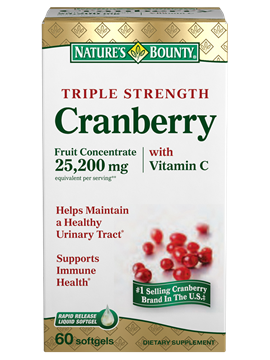 NATURE'S BOUNTY®
TRIPLE STRENGTH
Cranberry
Fruit Concentrate
25,200 mg
equivalent per serving**
with
Vitamin C
Helps Maintain
a Healthy
Urinary Tract*
Supports
Immune
Health*
#1 Selling Cranberry
Brand In The U.S.‡
RAPID RELEASE
LIQUID SOFTGEL
60 softgels
DIETARY SUPPLEMENT